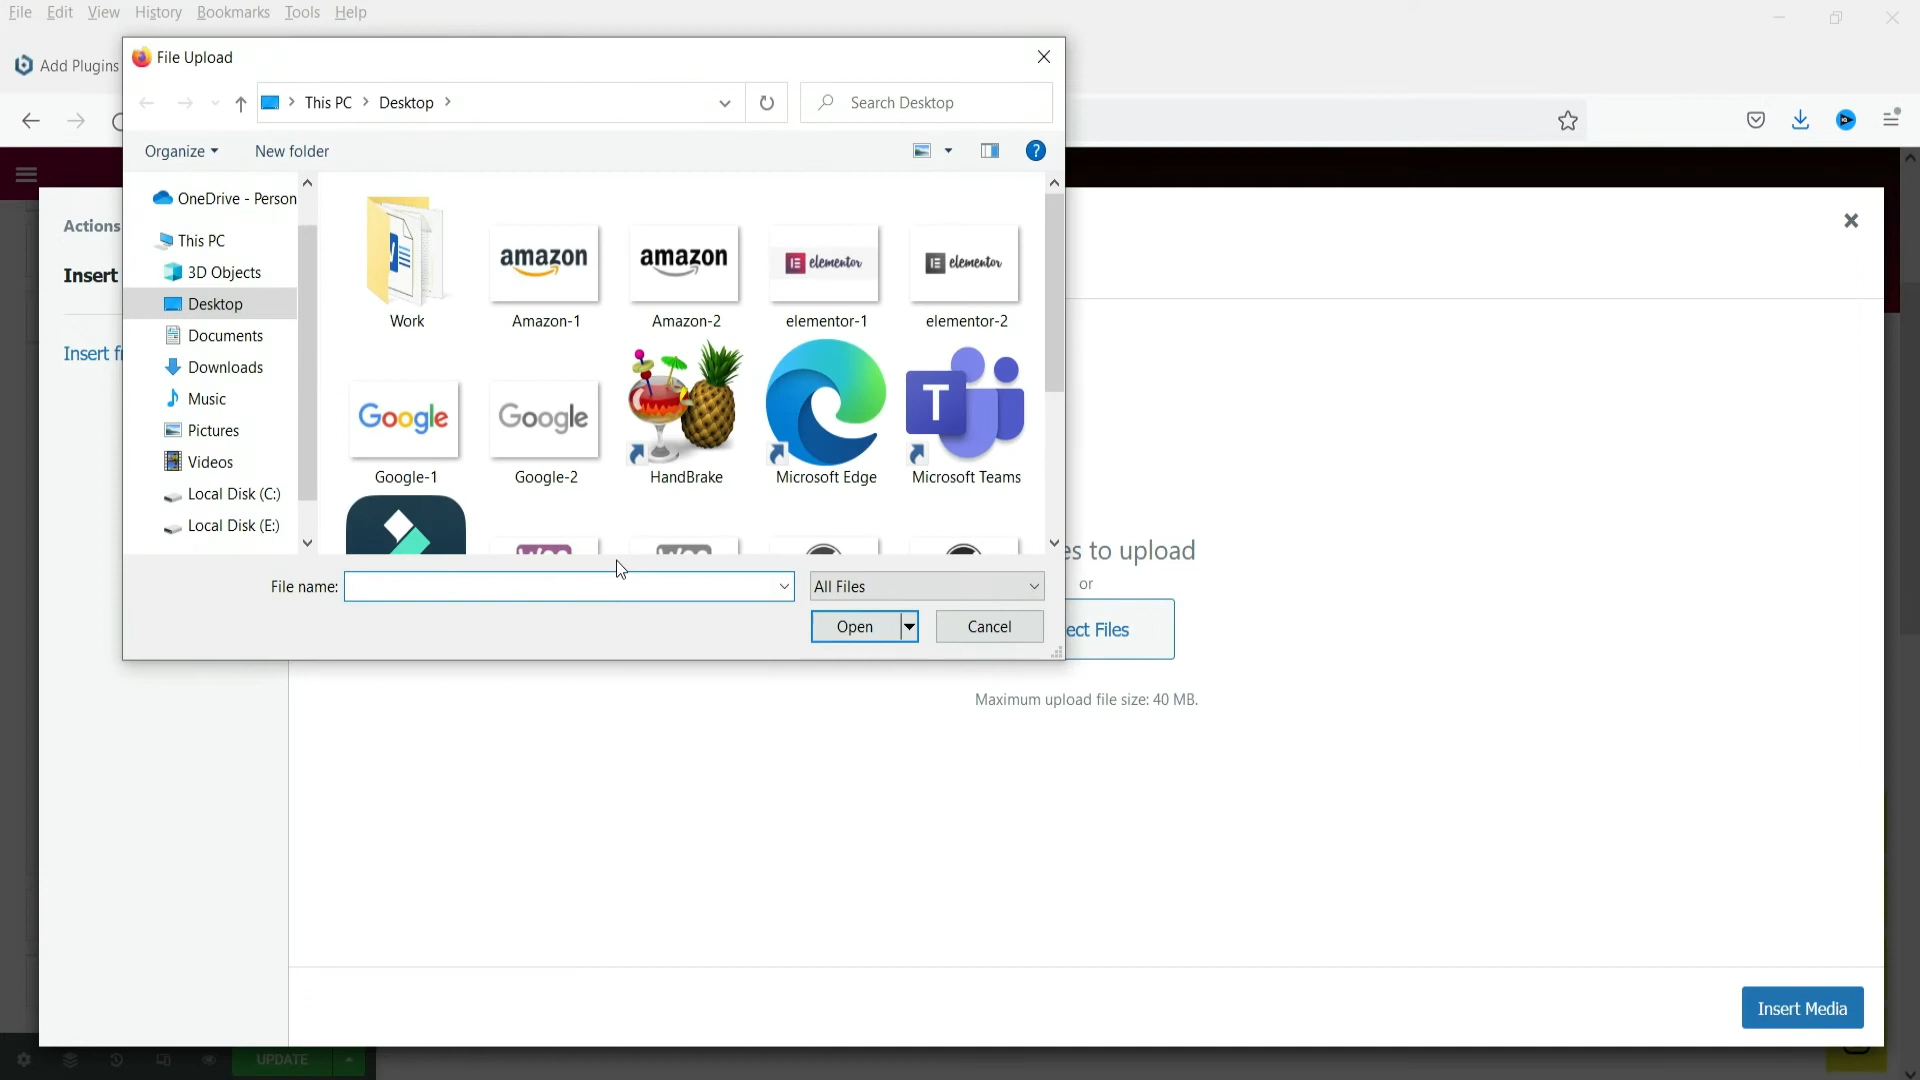 File Edit View History Bookmarks Tools Help
Add Plugins
File Upload
This PC > Desktop >
Search Desktop
Organize
New folder
OneDrive - Person
This PC
3D Objects
Desktop
Documents
Downloads
Music
Pictures
Videos
Local Disk (C:)
Local Disk (E:)
amazon
amazon
elementor
elementor
Work
Amazon-1
Amazon-2
elementor-1
elementor-2
Google
Google
T
Google-1
Google-2
HandBrake
Microsoft Edge
Microsoft Teams
File name:
All Files
Open
Cancel
Actions
Insert
Insert f
es to upload
or
ect Files
Maximum upload file size: 40 MB.
Insert Media
UPDATE